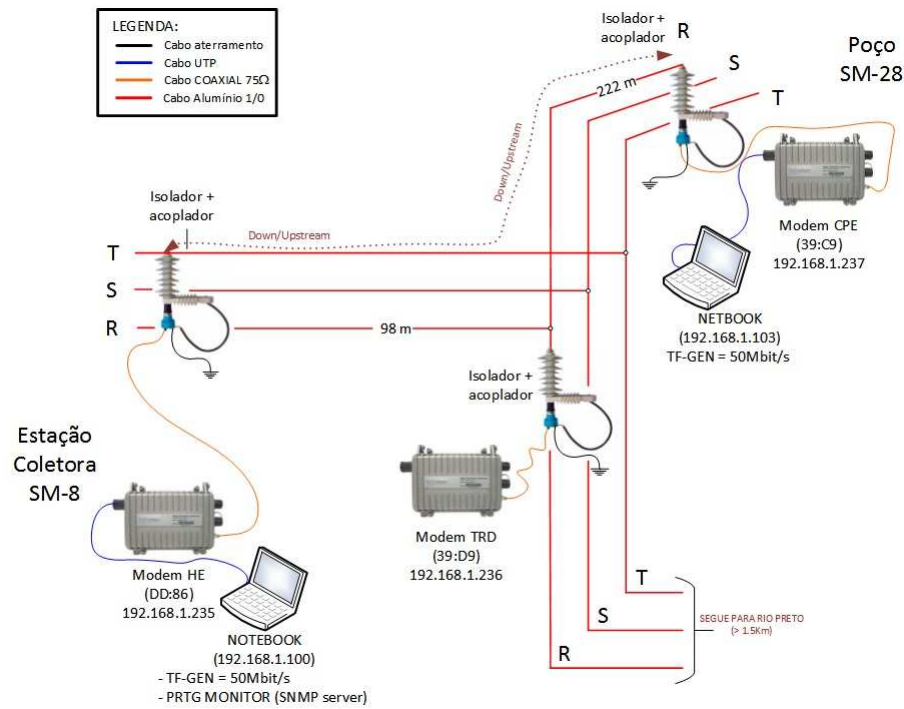 LEGENDA:
Cabo aterramento
Cabo UTP
Cabo COAXIAL 75Ω
Cabo Alumínio 1/0
Isolador +
acoplador
R
S
T
222 m
Poço
SM-28
Down/Upstream
Modem CPE
(39:C9)
192.168.1.237
NETBOOK
(192.168.1.103)
TF-GEN = 50Mbit/s
Isolador +
acoplador
Down/Upstream
T
S
R
98 m
Isolador +
acoplador
Estação
Coletora
SM-8
Modem HE
(DD:86)
192.168.1.235
NOTEBOOK
(192.168.1.100)
- TF-GEN = 50Mbit/s
- PRTG MONITOR (SNMP server)
Modem TRD
(39:D9)
192.168.1.236
T
S
R
SEGUE PARA RIO PRETO
(> 1.5Km)